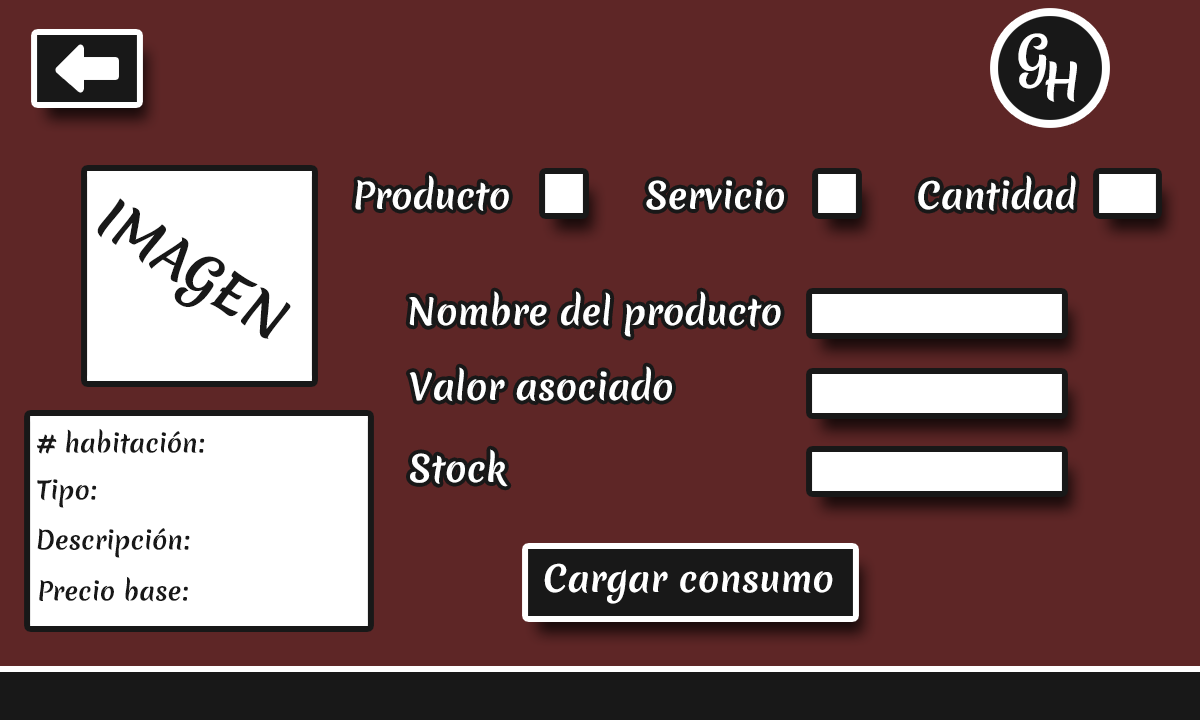 GH
Producto Servicio Cantidad
IMAGEN
Nombre del producto
Valor asociado
Stock
# habitación:
Tipo:
Descripción:
Precio base:
Cargar consumo